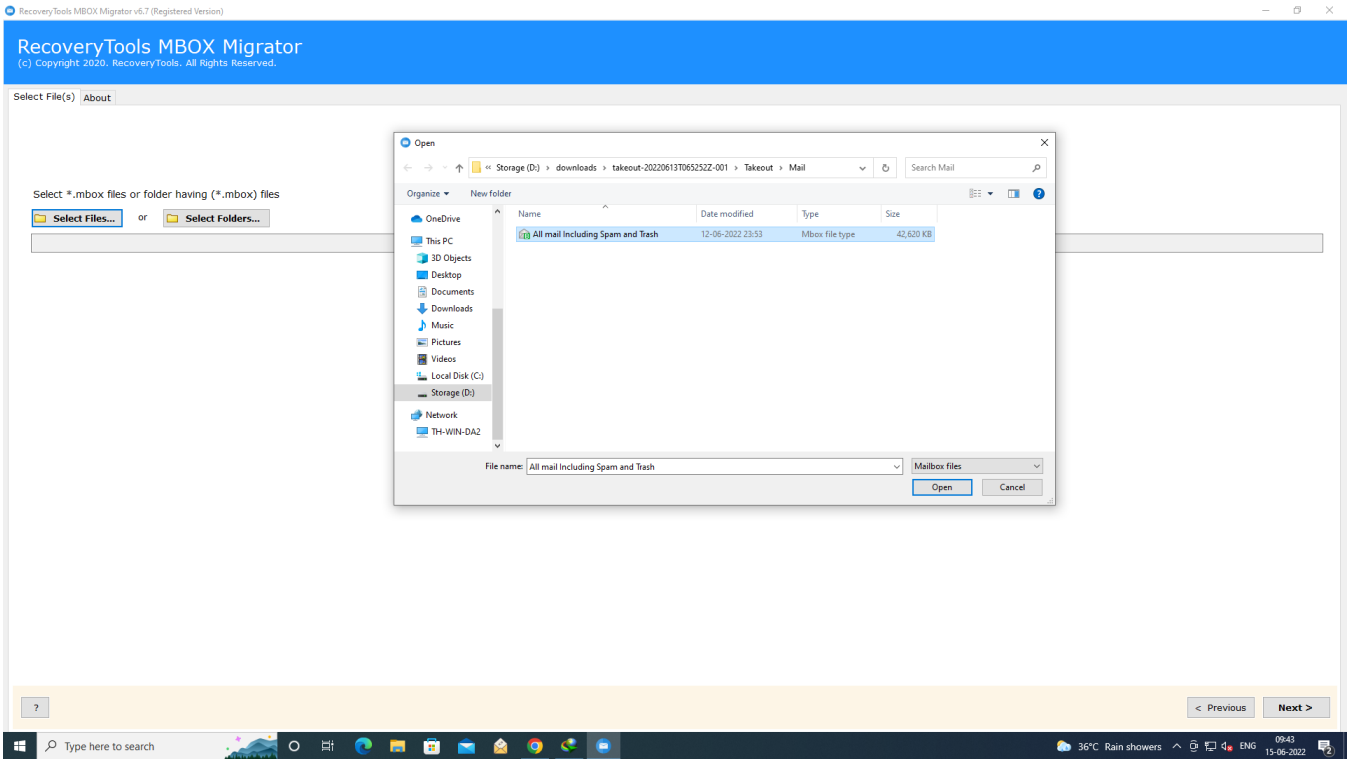 RecoveryTools MBOX Migrator v6.7 (Registered Version)
RecoveryTools MBOX Migrator
(c) Copyright 2020. RecoveryTools. All Rights Reserved.
Select File(s) About
Select *.mbox files or folder having (*.mbox) files
Select Files... or Select Folders...
Open
« Storage (D:) › downloads › takeout-20220613T065252Z-001 › Takeout › Mail
Search Mail
Organize New folder
OneDrive
This PC
3D Objects
Desktop
Documents
Downloads
Music
Pictures
Videos
Local Disk (C:)
Storage (D:)
Network
TH-WIN-DA2
Name Date modified Type Size
All mail Including Spam and Trash 12-06-2022 23:53 Mbox file type 42,620 KB
File name: All mail Including Spam and Trash Mailbox files
Open Cancel
? < Previous Next >
Type here to search
36°C Rain showers ENG
09:43
15-06-2022
2